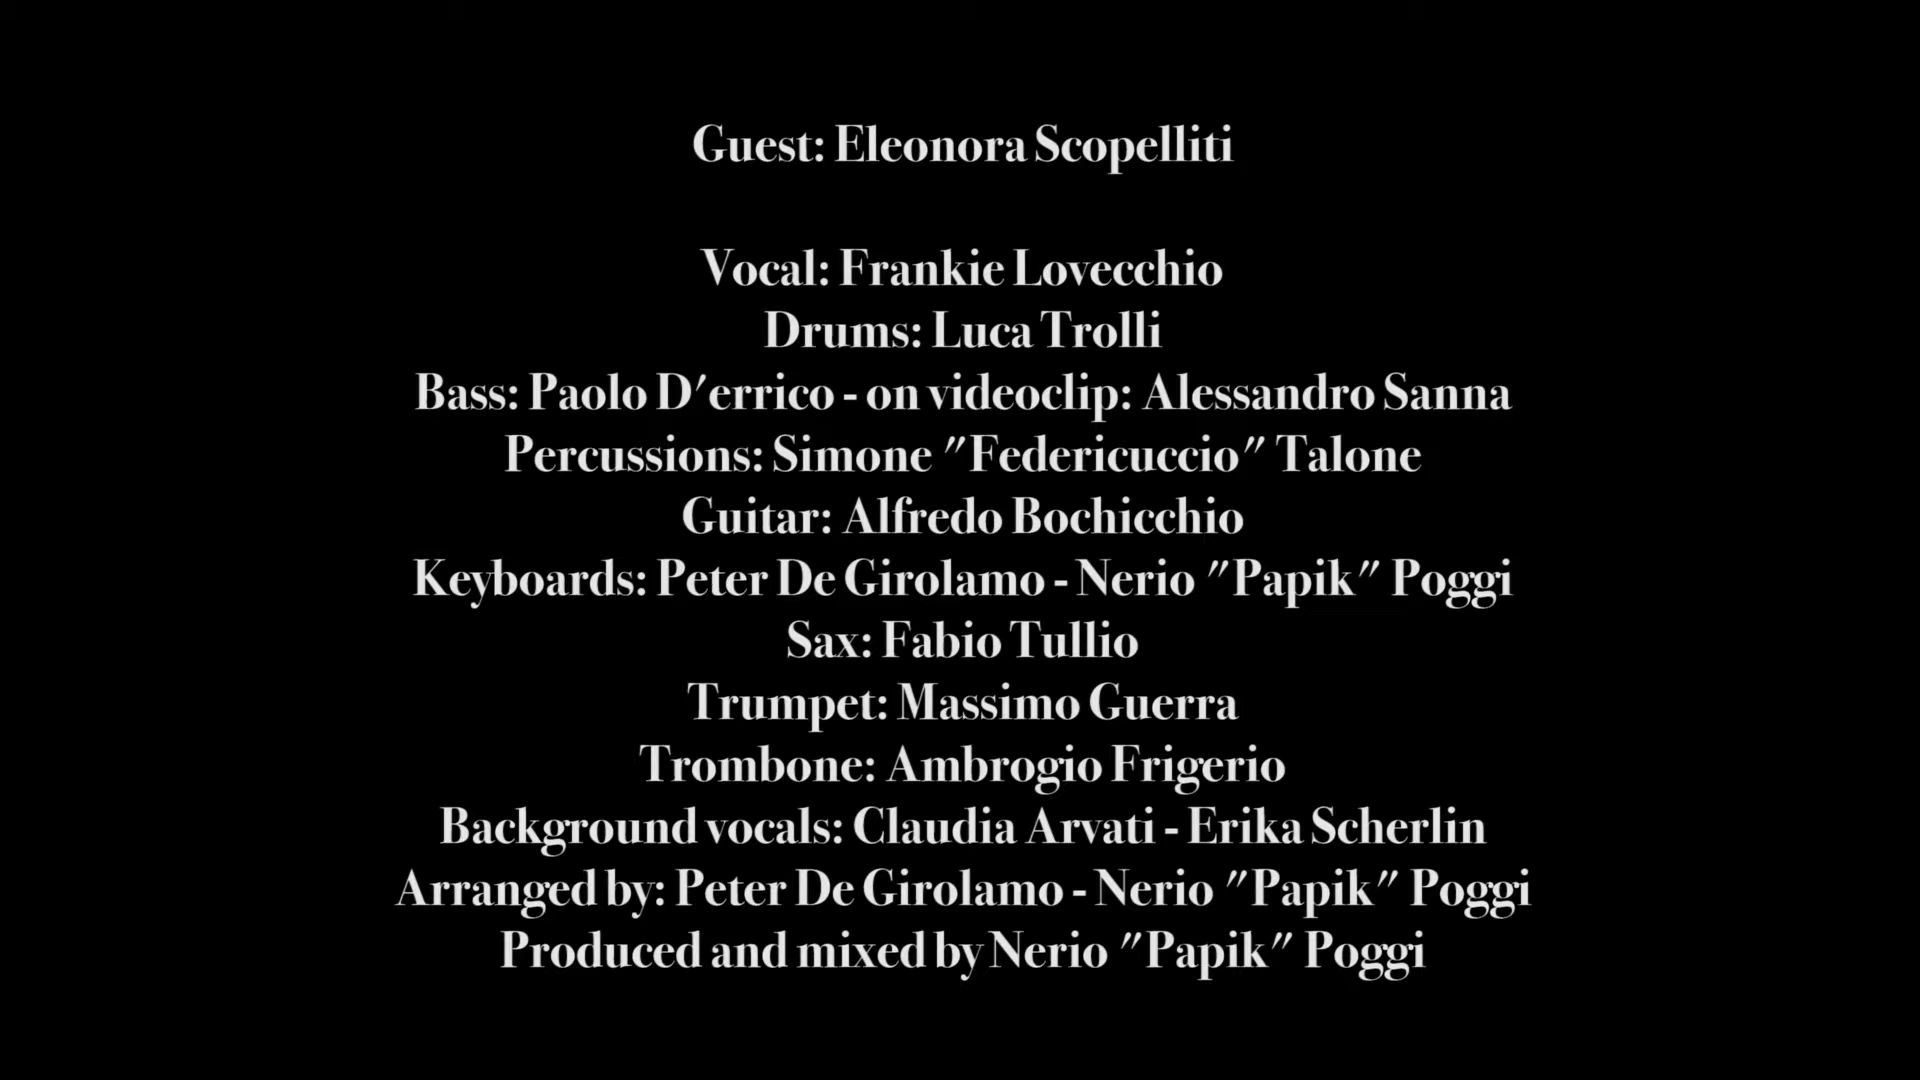 Guest: Eleonora Scopelliti
Vocal: Frankie Lovecchio
Drums: Luca Trolli
Bass: Paolo D'errico - on videoclip: Alessandro Sanna
Percussions: Simone "Federicuccio" Talone
Guitar: Alfredo Bochicchio
Keyboards: Peter De Girolamo - Nerio "Papik" Poggi
Sax: Fabio Tullio
Trumpet: Massimo Guerra
Trombone: Ambrogio Frigerio
Background vocals: Claudia Arvati - Erika Scherlin
Arranged by: Peter De Girolamo - Nerio "Papik" Poggi
Produced and mixed by Nerio "Papik" Poggi